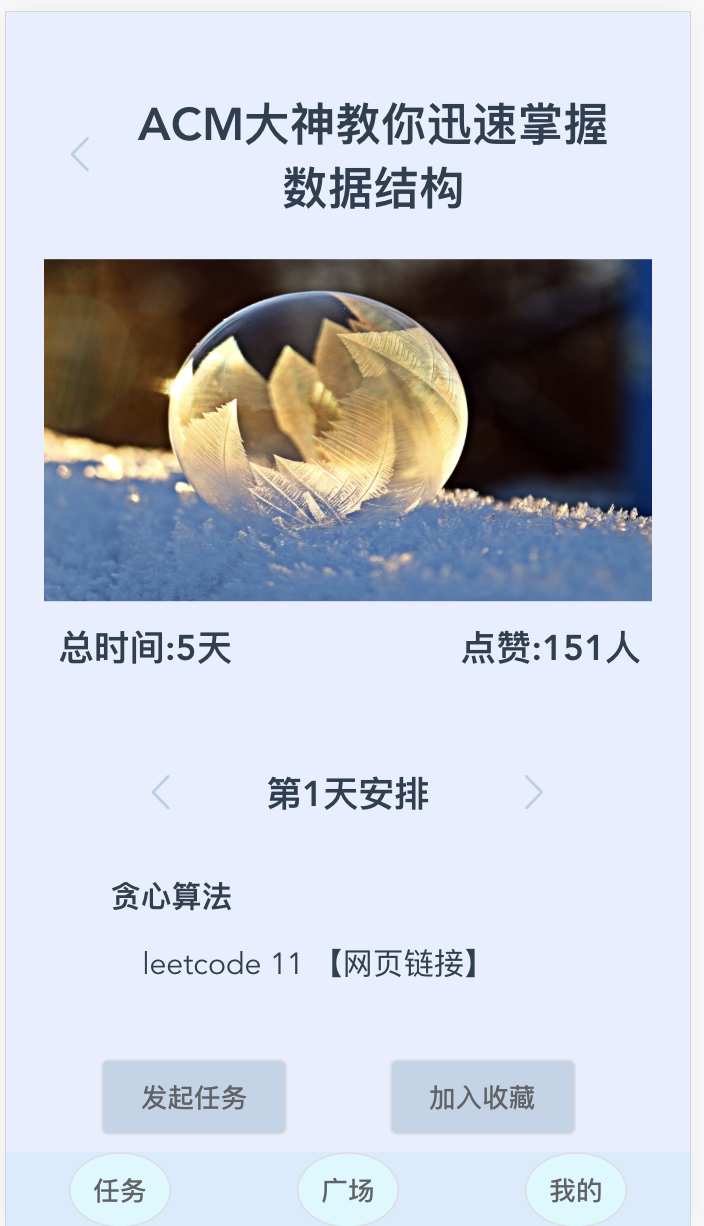 ACM大神教你迅速掌握
数据结构
总时间:5天 点赞:151人
第1天安排
贪心算法
leetcode 11 【网页链接】
发起任务 加入收藏
任务 广场 我的